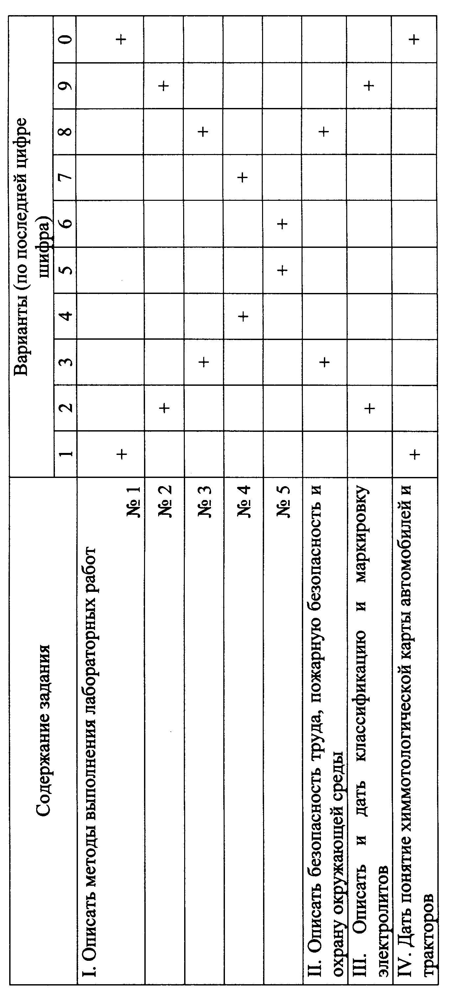 Содержание задания
Варианты (по последней цифре
шифра)
1 2 3 4 5 6 7 8 9 0
I. Описать методы выполнения лабораторных работ
№ 1 + +
№ 2 + +
№ 3 + +
№ 4 + +
№ 5 + +
II. Описать безопасность труда, пожарную безопасность и
охрану окружающей среды + +
III. Описать и дать классификацию и маркировку
электролитов + +
IV. Дать понятие химмотологической карты автомобилей и
тракторов + +